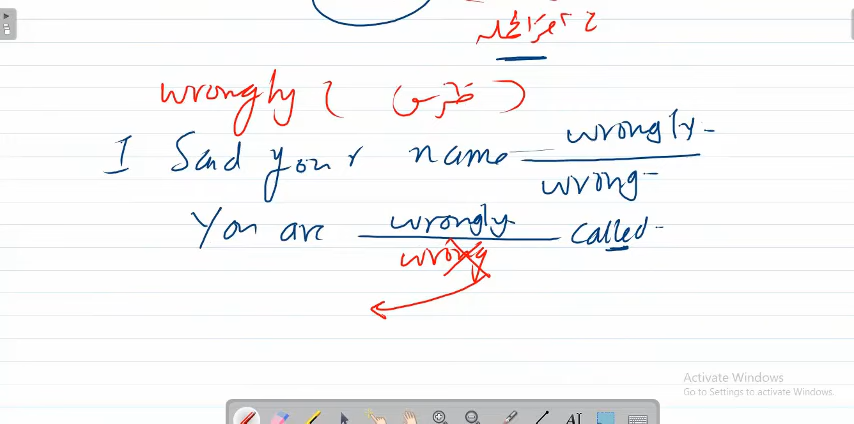 wrongly ( )
I Said your name wrongly
wrong
You are wrongly called
wrong
Activate Windows
Go to Settings to activate Windows.
AI